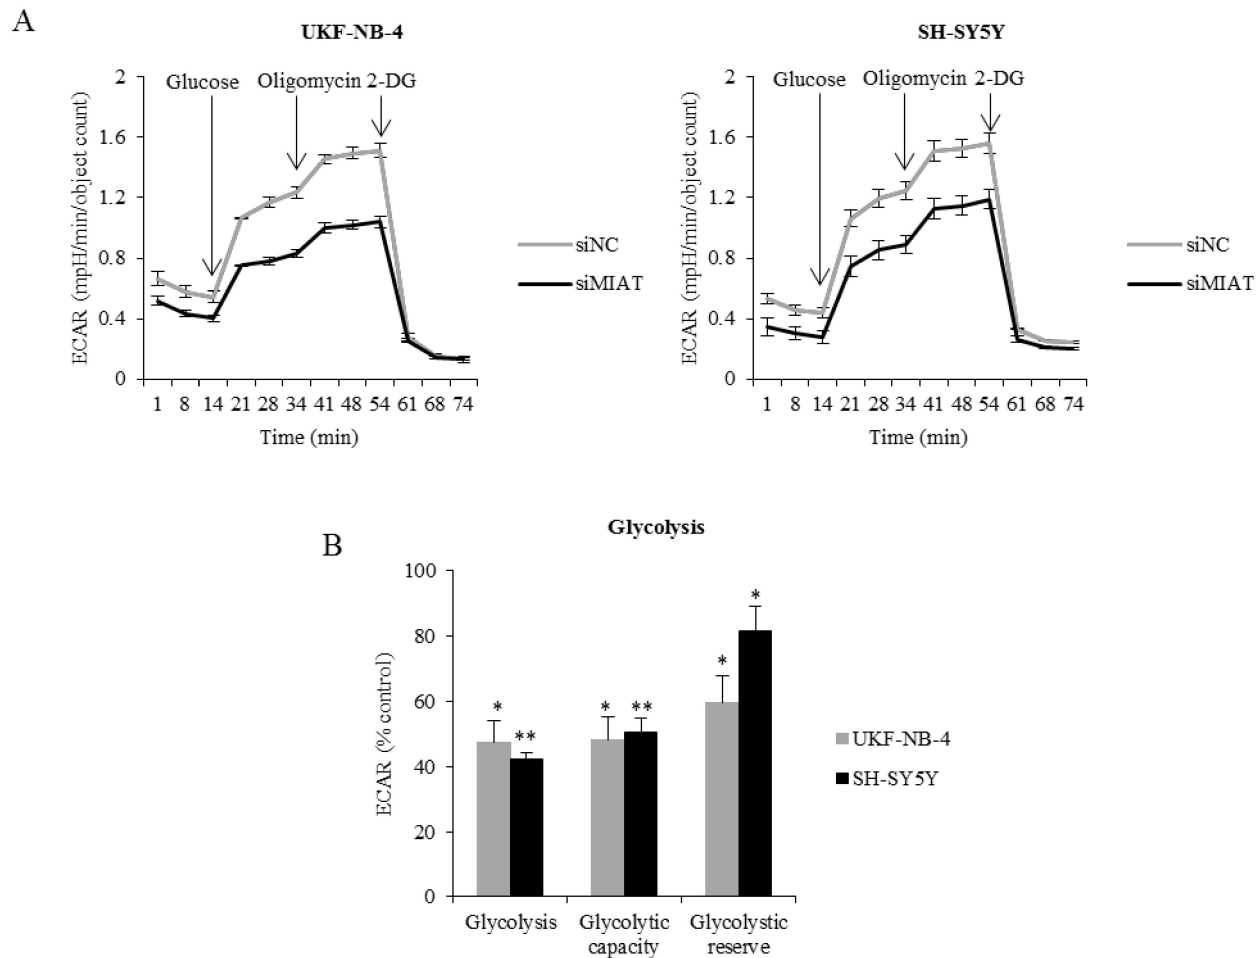 A
UKF-NB-4
2
1.6
1.2
0.8
0.4
0
ECAR (mpH/min/object count)
Glucose
Oligomycin 2-DG
1 8 14 21 28 34 41 48 54 61 68 74
Time (min)
siNC
siMIAT
SH-SY5Y
2
1.6
1.2
0.8
0.4
0
ECAR (mpH/min/object count)
Glucose
Oligomycin 2-DG
1 8 14 21 28 34 41 48 54 61 68 74
Time (min)
siNC
siMIAT
B
Glycolysis
100
80
60
40
20
0
ECAR (% control)
* ** * ** * *
Glycolysis
Glycolytic
capacity
Glycolystic
reserve
UKF-NB-4
SH-SY5Y